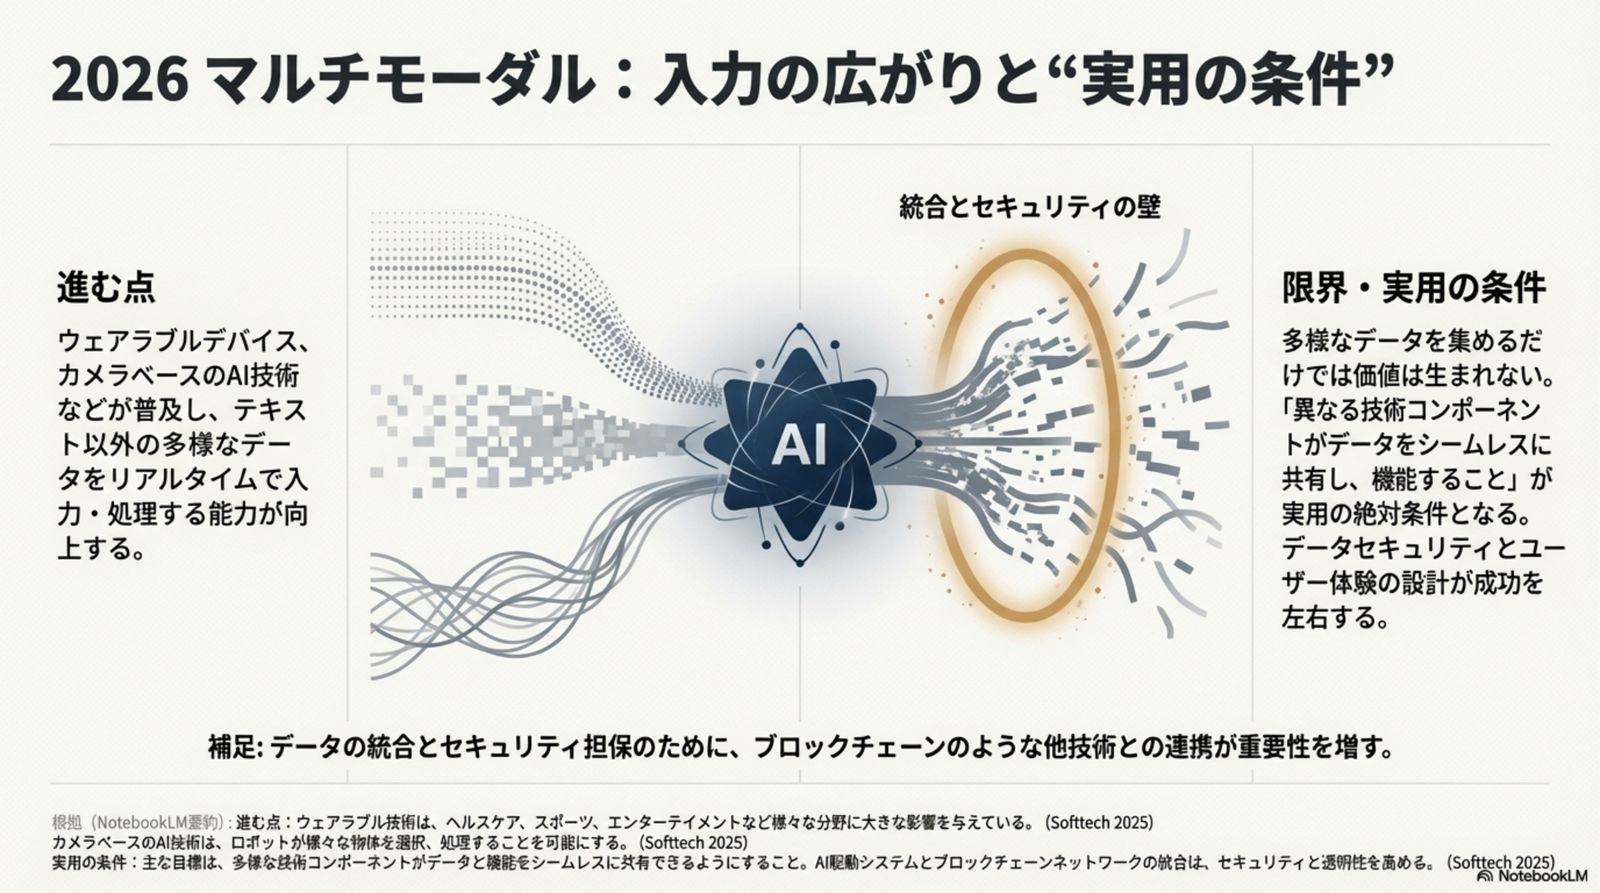 2026 マルチモーダル：入力の広がりと“実用の条件”
統合とセキュリティの壁
進む点
ウェアラブルデバイス、
カメラベースのAI技術
などが普及し、テキス
ト以外の多様なデー
タをリアルタイムで入
力・処理する能力が向
上する。
AI
限界・実用の条件
多様なデータを集めるだ
けでは価値は生まれない。
「異なる技術コンポーネン
トがデータをシームレスに
共有し、機能すること」が
実用の絶対条件となる。
データセキュリティとユー
ザー体験の設計が成功を
左右する。
補足: データの統合とセキュリティ担保のために、ブロックチェーンのような他技術との連携が重要性を増す。
根拠（NotebookLM要約）: 進む点：ウェアラブル技術は、ヘルスケア、スポーツ、エンターテイメントなど様々な分野に大きな影響を与えている。 (Softtech 2025)
カメラベースのAI技術は、ロボットが様々な物体を選択、処理することを可能にする。 (Softtech 2025)
実用の条件：主な目標は、多様な技術コンポーネントがデータと機能をシームレスに共有できるようにすること。AI駆動システムとブロックチェーンネットワークの統合は、セキュリティと透明性を高める。 (Softtech 2025)
NotebookLM